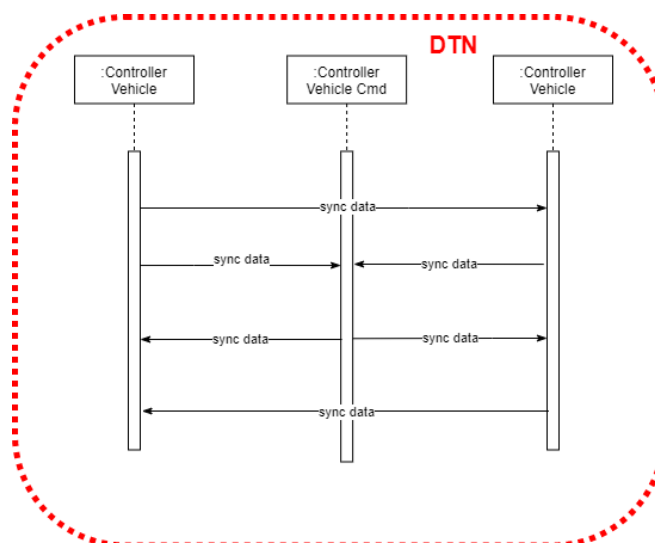 DTN
:Controller
Vehicle
:Controller
Vehicle Cmd
:Controller
Vehicle
sync data
sync data
sync data
sync data
sync data
sync data